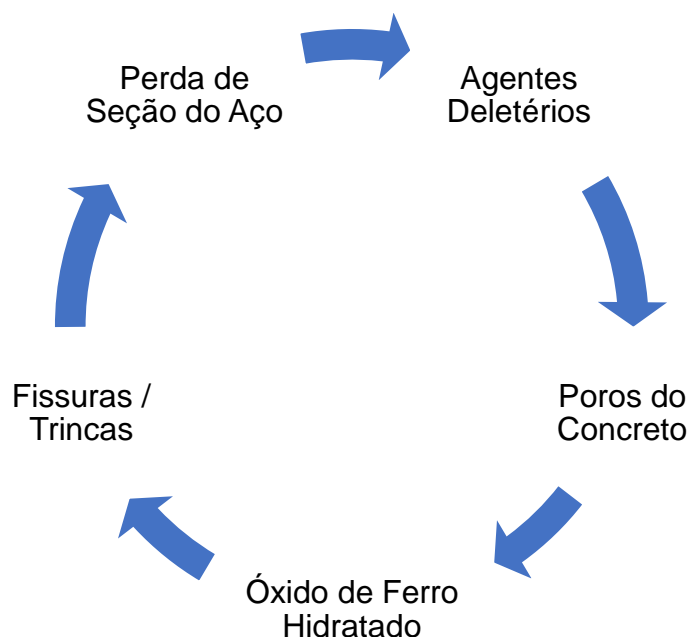 Perda de
Seção do Aço
Agentes
Deletérios
Poros do
Concreto
Óxido de Ferro
Hidratado
Fissuras /
Trincas